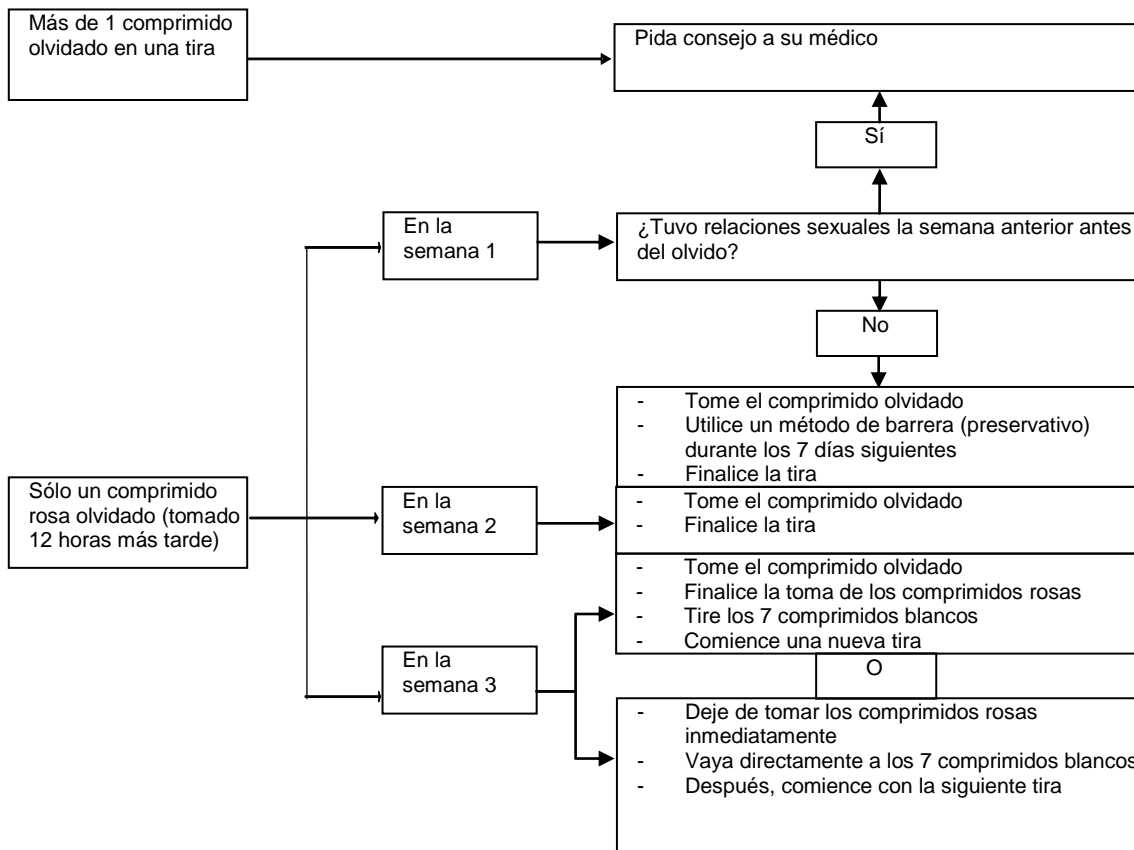 Más de 1 comprimido
olvidado en una tira
Pida consejo a su médico
Sí
En la
semana 1
¿Tuvo relaciones sexuales la semana anterior antes
del olvido?
No
- Tome el comprimido olvidado
- Utilice un método de barrera (preservativo)
durante los 7 días siguientes
- Finalice la tira
Sólo un comprimido
rosa olvidado (tomado
12 horas más tarde)
En la
semana 2
- Tome el comprimido olvidado
- Finalice la tira
- Tome el comprimido olvidado
- Finalice la toma de los comprimidos rosas
- Tire los 7 comprimidos blancos
- Comience una nueva tira
En la
semana 3
O
- Deje de tomar los comprimidos rosas
inmediatamente
- Vaya directamente a los 7 comprimidos blancos
- Después, comience con la siguiente tira